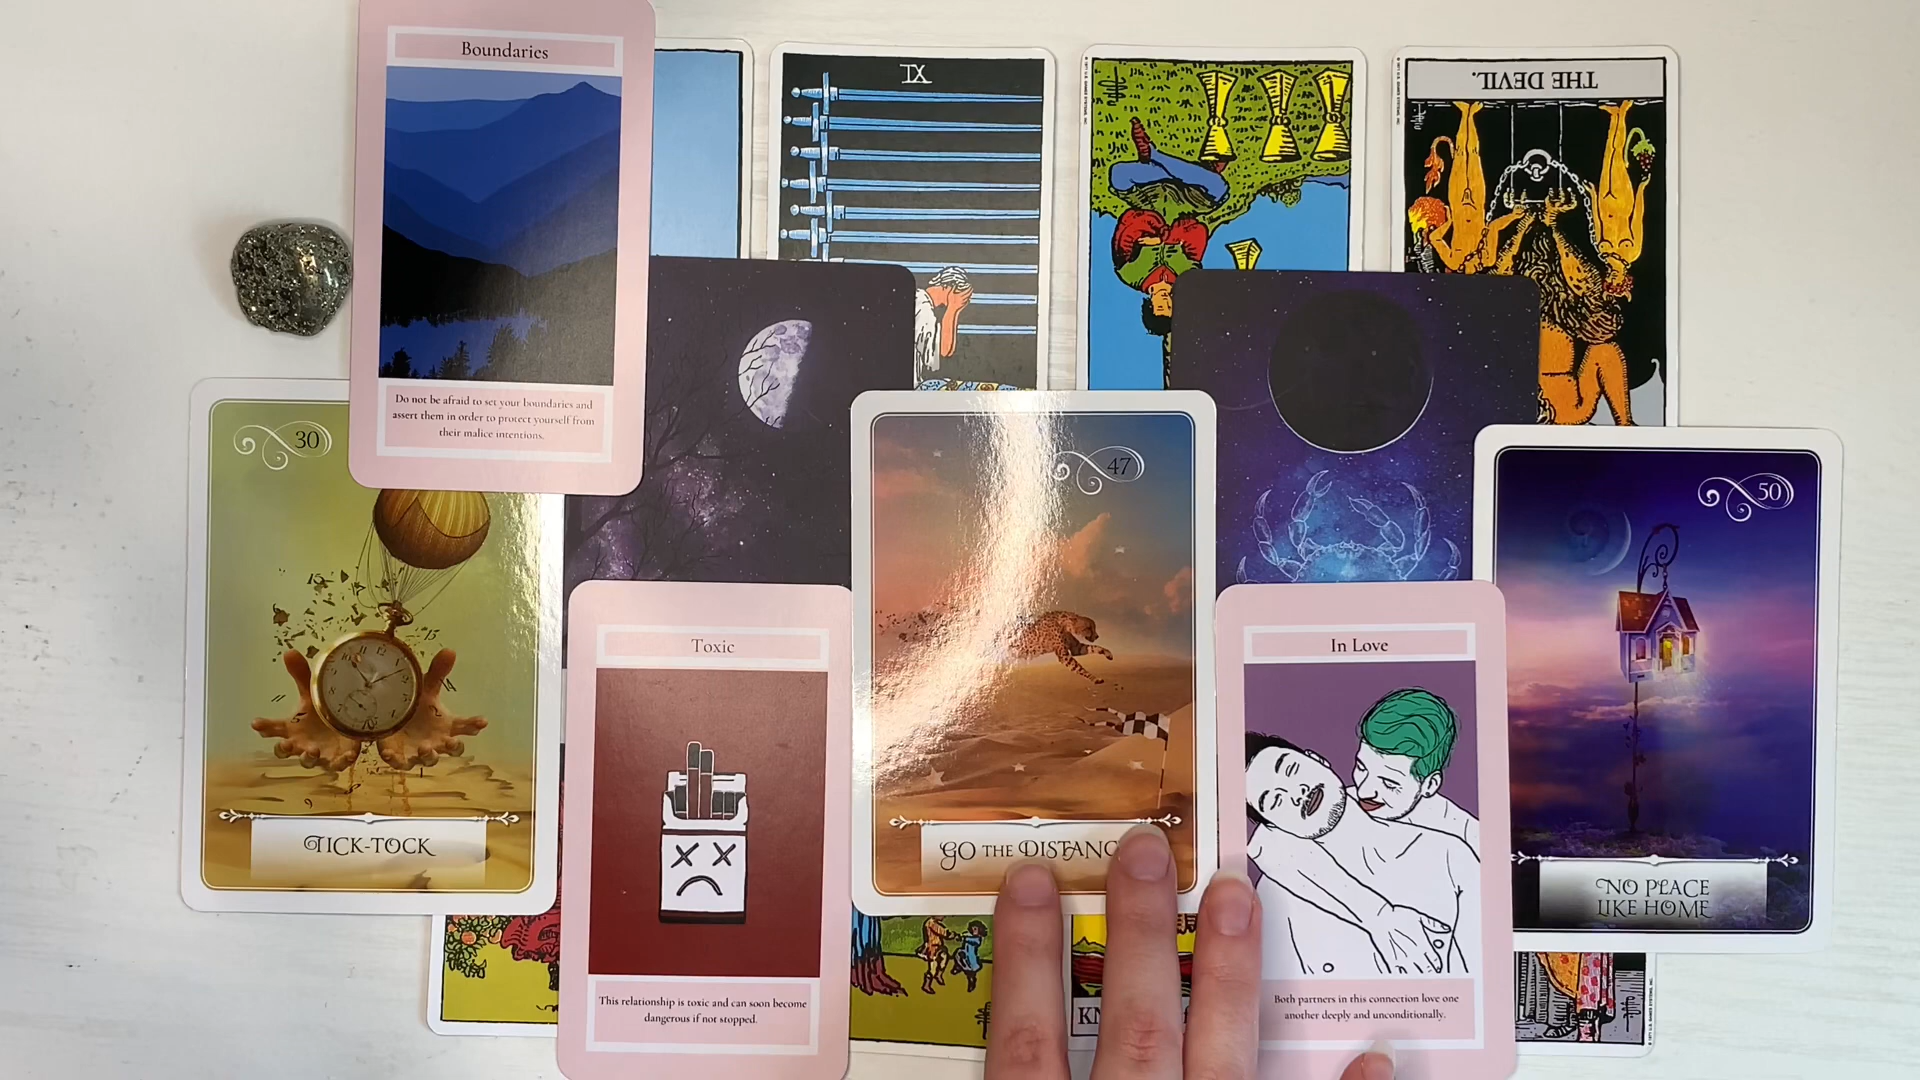 Boundaries
Do not be afraid to set your boundaries and
assert them in order to protect yourself from
their malice intentions.
IX
THE DEVIL.
30
TICK-TOCK
47
GO THE DISTANC
50
NO PLACE
LIKE HOME
Toxic
This relationship is toxic and can soon become
dangerous if not stopped.
In Love
Both partners in this connection love one
another deeply and unconditionally.
KN